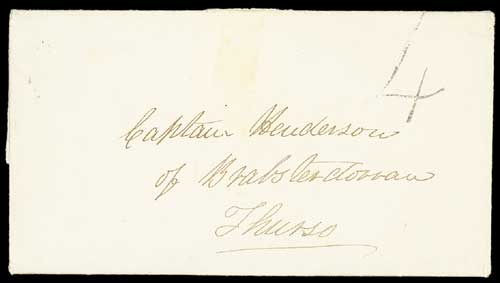 4
Captain Henderson
of Brabsterdorran
Thurso